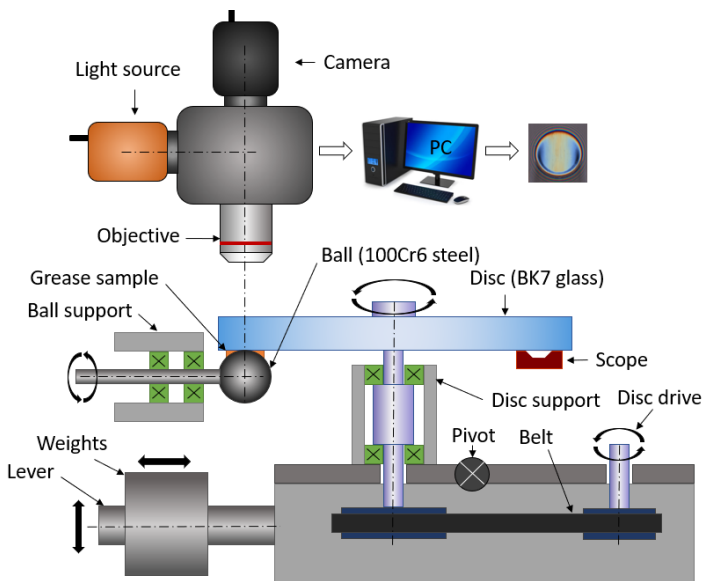 Light source
Camera
PC
Objective
Ball (100Cr6 steel)
Grease sample
Disc (BK7 glass)
Ball support
Scope
Disc support
Disc drive
Weights
Pivot
Belt
Lever